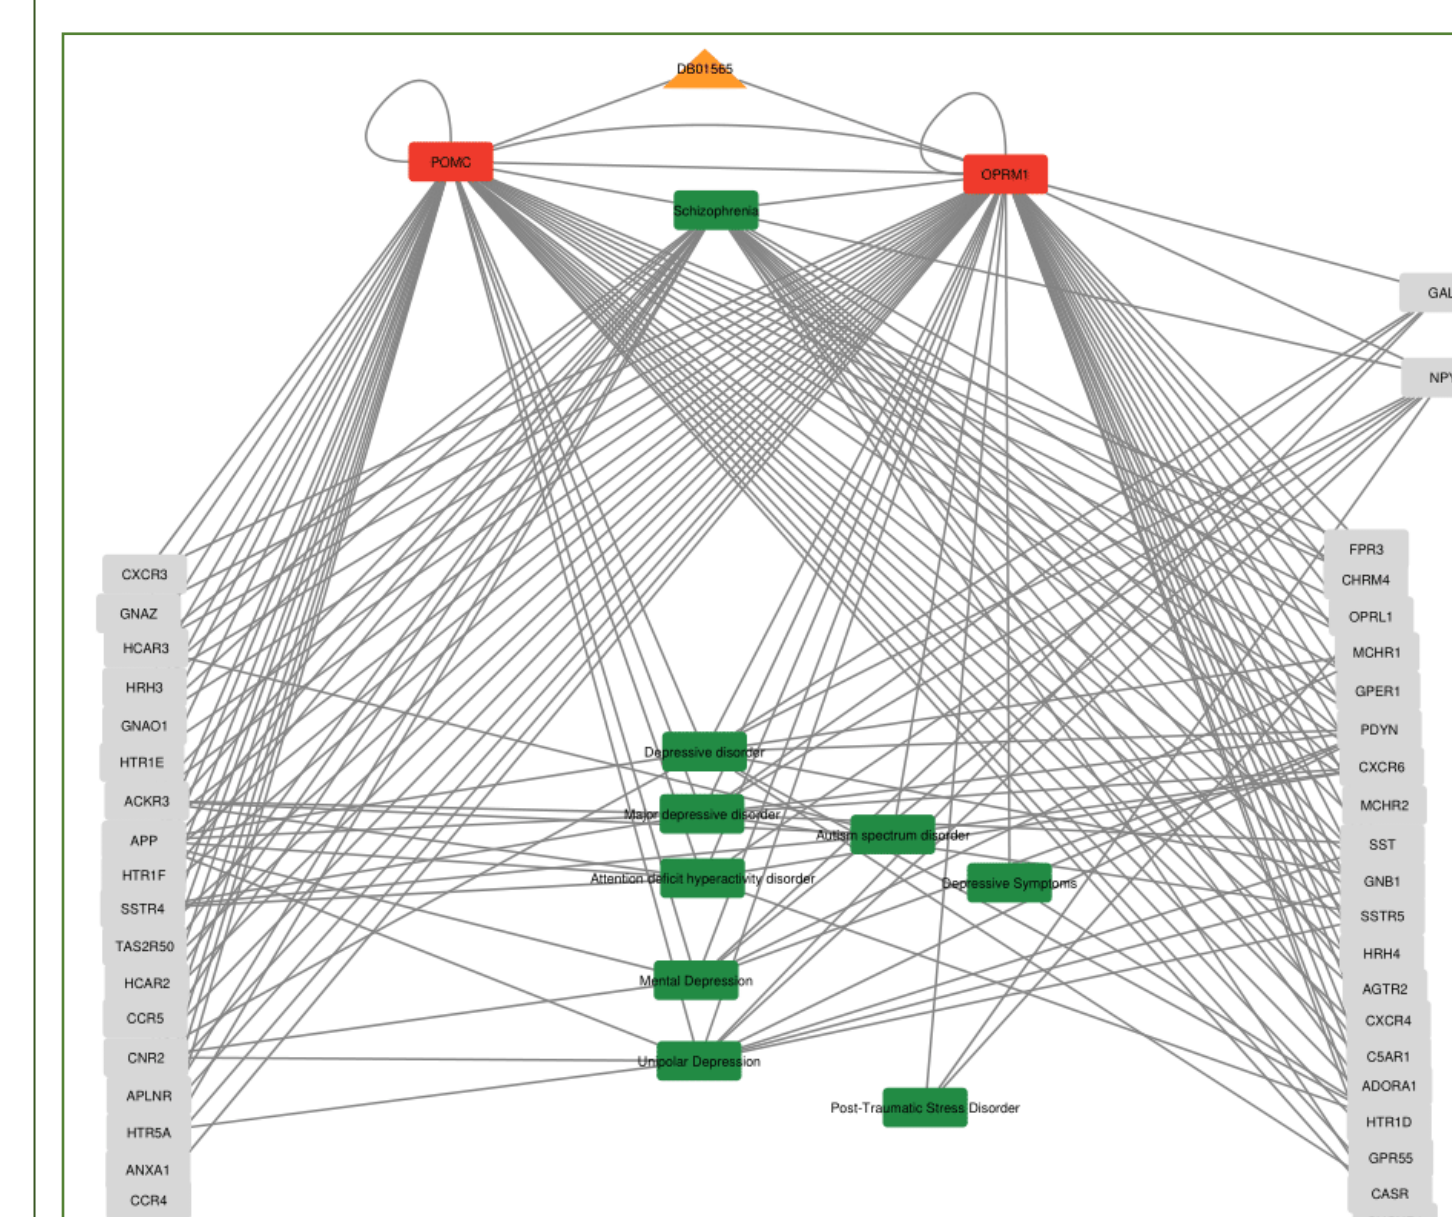 DB01565
POMC
OPRM1
Schizophrenia
GAL
NPY
CXCR3
GNAZ
HCAR3
HRH3
GNAO1
HTR1E
ACKR3
APP
HTR1F
SSTR4
TAS2R50
HCAR2
CCR5
CNR2
APLNR
HTR5A
ANXA1
CCR4
Depressive disorder
Major depressive disorder
Autism spectrum disorder
Attention deficit hyperactivity disorder
Depressive Symptoms
Mental Depression
Unipolar Depression
Post-Traumatic Stress Disorder
FPR3
CHRM4
OPRL1
MCHR1
GPER1
PDYN
CXCR6
MCHR2
SST
GNB1
SSTR5
HRH4
AGTR2
CXCR4
C5AR1
ADORA1
HTR1D
GPR55
CASR